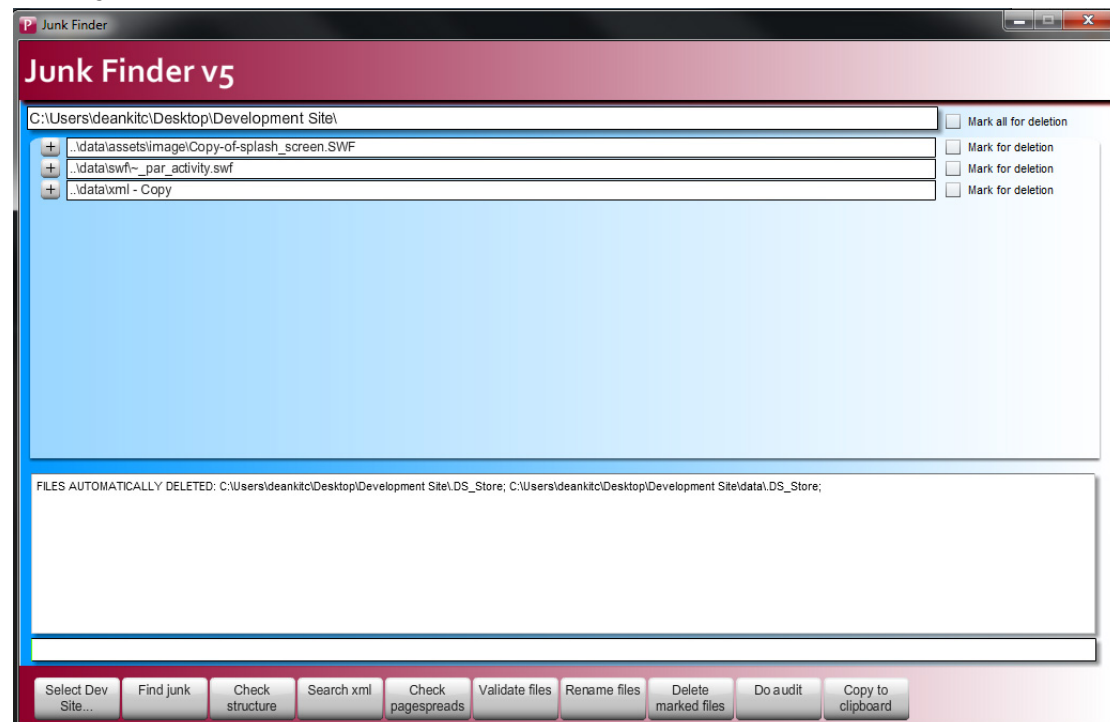 Junk Finder
Junk Finder v5
C:\Users\deankitc\Desktop\Development Site\
Mark all for deletion
+ ..\data\assets\image\Copy-of-splash_screen.SWF
Mark for deletion
+ ..\data\swf\~_par_activity.swf
Mark for deletion
+ ..\data\xml - Copy
Mark for deletion
FILES AUTOMATICALLY DELETED: C:\Users\deankitc\Desktop\Development Site\.DS_Store; C:\Users\deankitc\Desktop\Development Site\data\.DS_Store;
Select Dev
Site...
Find junk
Check
structure
Search xml
Check
pagespreads
Validate files
Rename files
Delete
marked files
Do audit
Copy to
clipboard